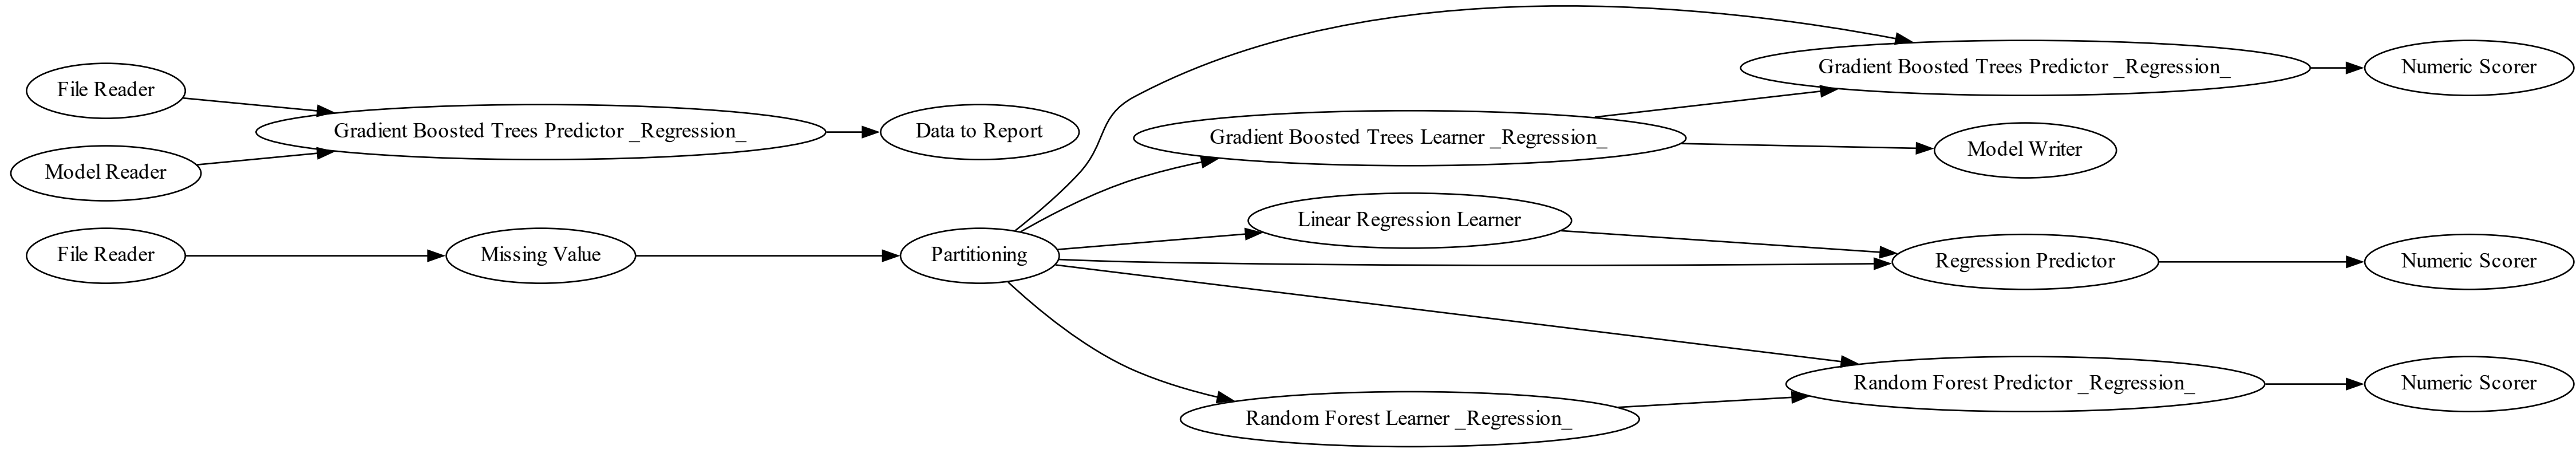 File Reader
Model Reader
Gradient Boosted Trees Predictor _Regression_
Data to Report
File Reader
Missing Value
Partitioning
Gradient Boosted Trees Learner _Regression_
Linear Regression Learner
Random Forest Learner _Regression_
Gradient Boosted Trees Predictor _Regression_
Model Writer
Regression Predictor
Random Forest Predictor _Regression_
Numeric Scorer
Numeric Scorer
Numeric Scorer